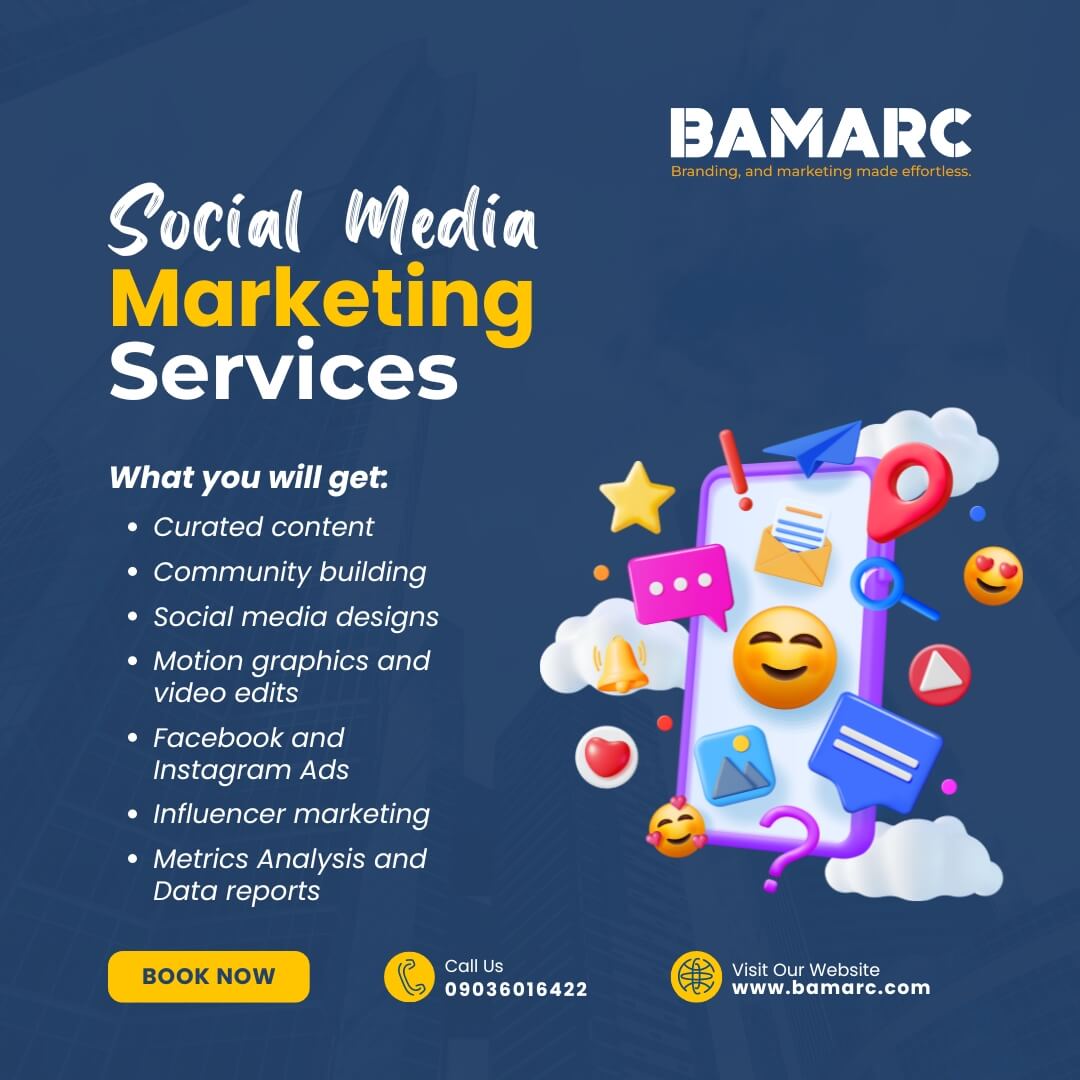 BAMARC
Branding, and marketing made effortless.
Social Media
Marketing
Services
What you will get:
• Curated content
• Community building
• Social media designs
• Motion graphics and
video edits
• Facebook and
Instagram Ads
• Influencer marketing
• Metrics Analysis and
Data reports
BOOK NOW
Call Us
09036016422
Visit Our Website
www.bamarc.com